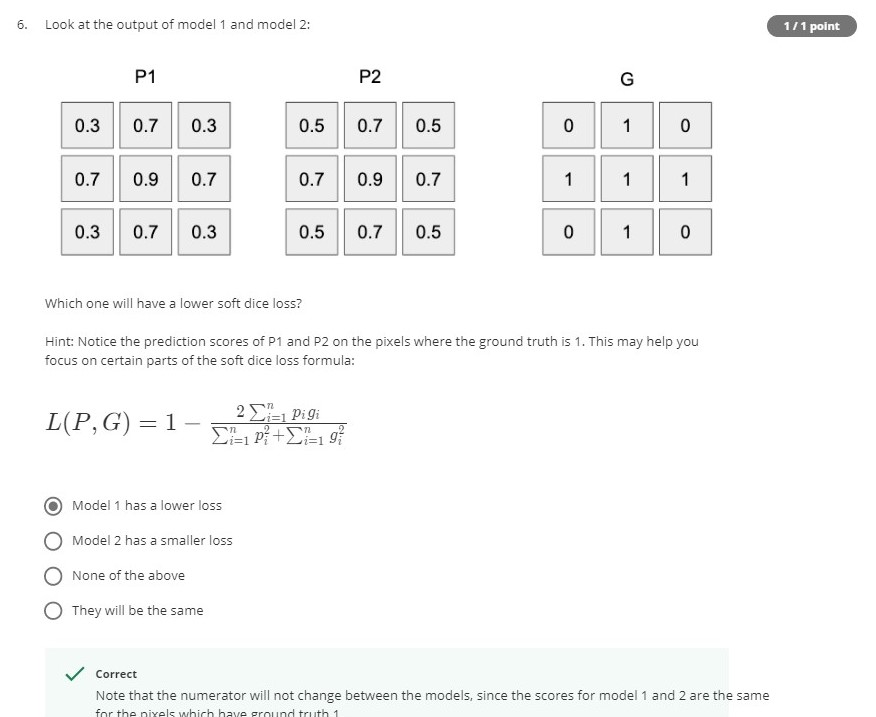 6. Look at the output of model 1 and model 2:
1 / 1 point
P1 P2 G
0.3 0.7 0.3 0.5 0.7 0.5 0 1 0
0.7 0.9 0.7 0.7 0.9 0.7 1 1 1
0.3 0.7 0.3 0.5 0.7 0.5 0 1 0
Which one will have a lower soft dice loss?
Hint: Notice the prediction scores of P1 and P2 on the pixels where the ground truth is 1. This may help you
focus on certain parts of the soft dice loss formula:
L(P, G) = 1 − \frac{2\sum_{i=1}^{n} p_i g_i}{\sum_{i=1}^{n} p_i^2 + \sum_{i=1}^{n} g_i^2}
Model 1 has a lower loss
Model 2 has a smaller loss
None of the above
They will be the same
Correct
Note that the numerator will not change between the models, since the scores for model 1 and 2 are the same
for the pixels which have ground truth 1